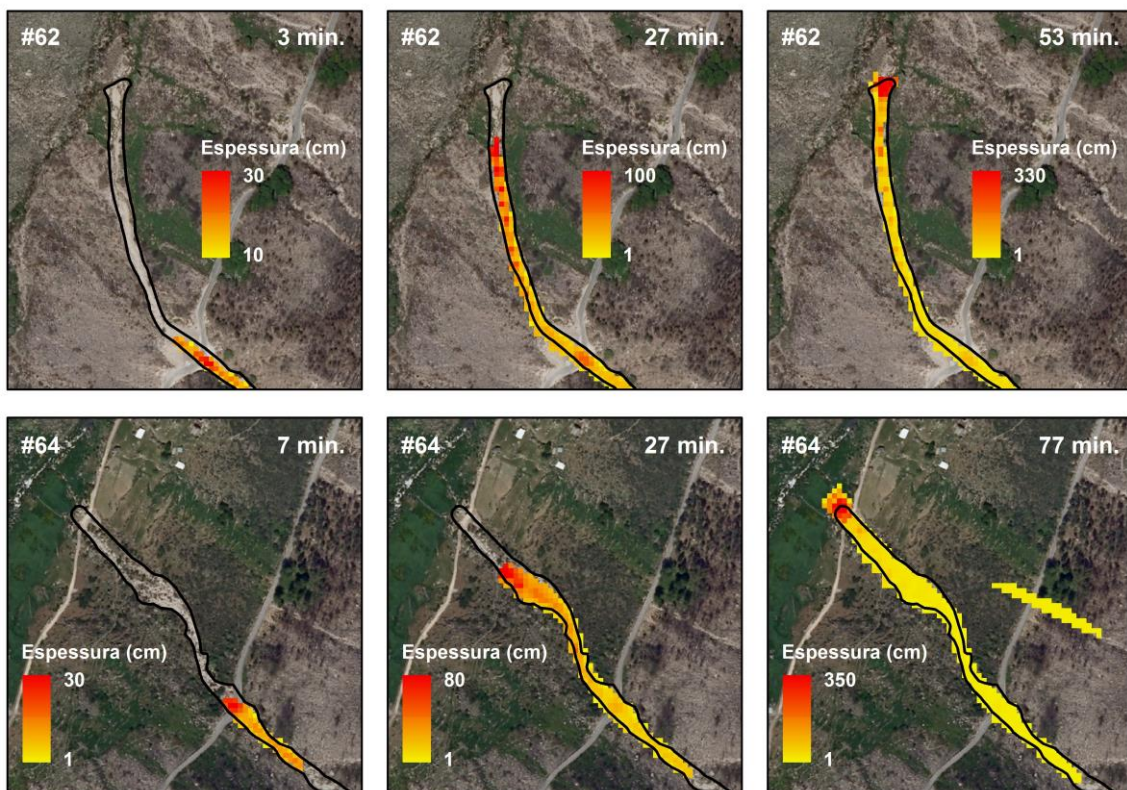 #62 3 min.
Espessura (cm)
30
10
#62 27 min.
Espessura (cm)
100
1
#62 53 min.
Espessura (cm)
330
1
#64 7 min.
Espessura (cm)
30
1
#64 27 min.
Espessura (cm)
80
1
#64 77 min.
Espessura (cm)
350
1